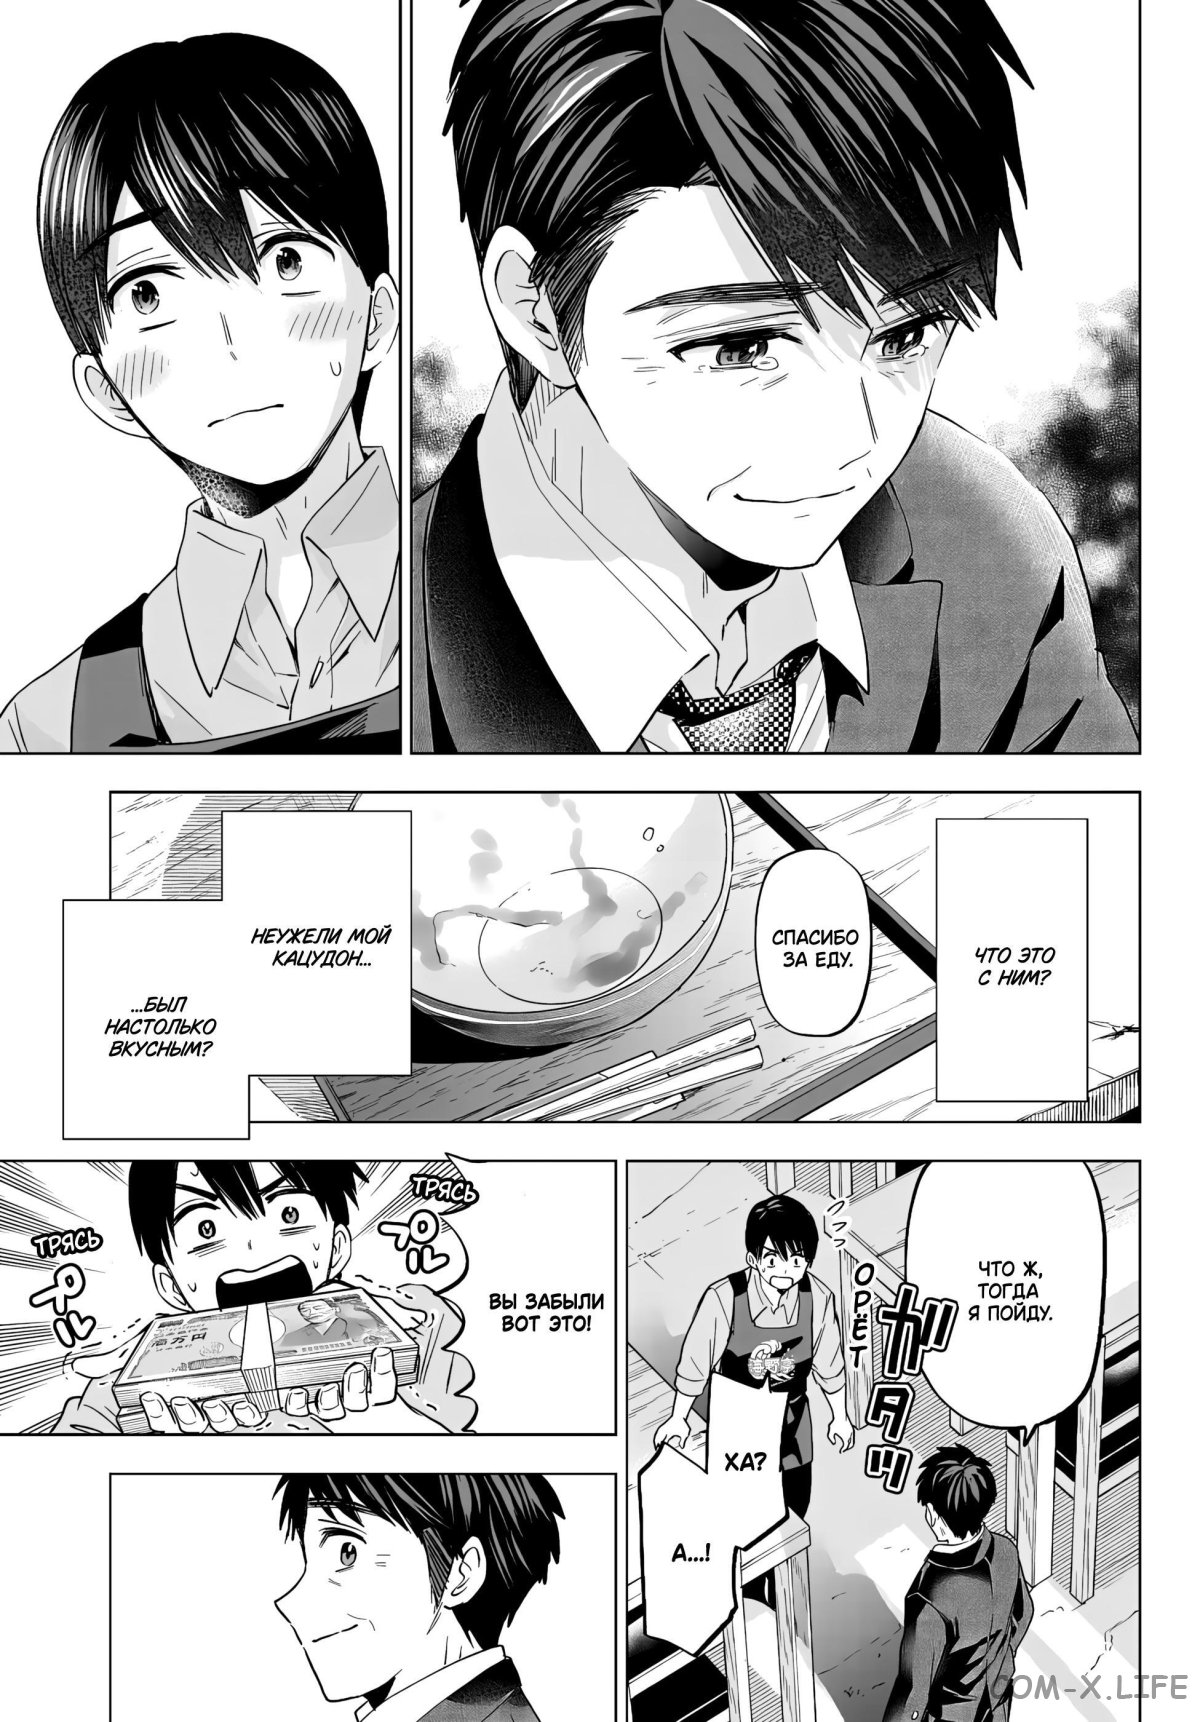 ЧТО ЭТО
С НИМ?
СПАСИБО
ЗА ЕДУ.
НЕУЖЕЛИ МОЙ
КАЦУДОН...
...БЫЛ
НАСТОЛЬКО
ВКУСНЫМ?
ЧТО Ж,
ТОГДА
Я ПОЙДУ.
ОРЁТ
ガタッ
ХА?
А...!
ВЫ ЗАБЫЛИ
ВОТ ЭТО!
ТРЯСЬ
プル
ТРЯСЬ
プル
COM-X.LIFE